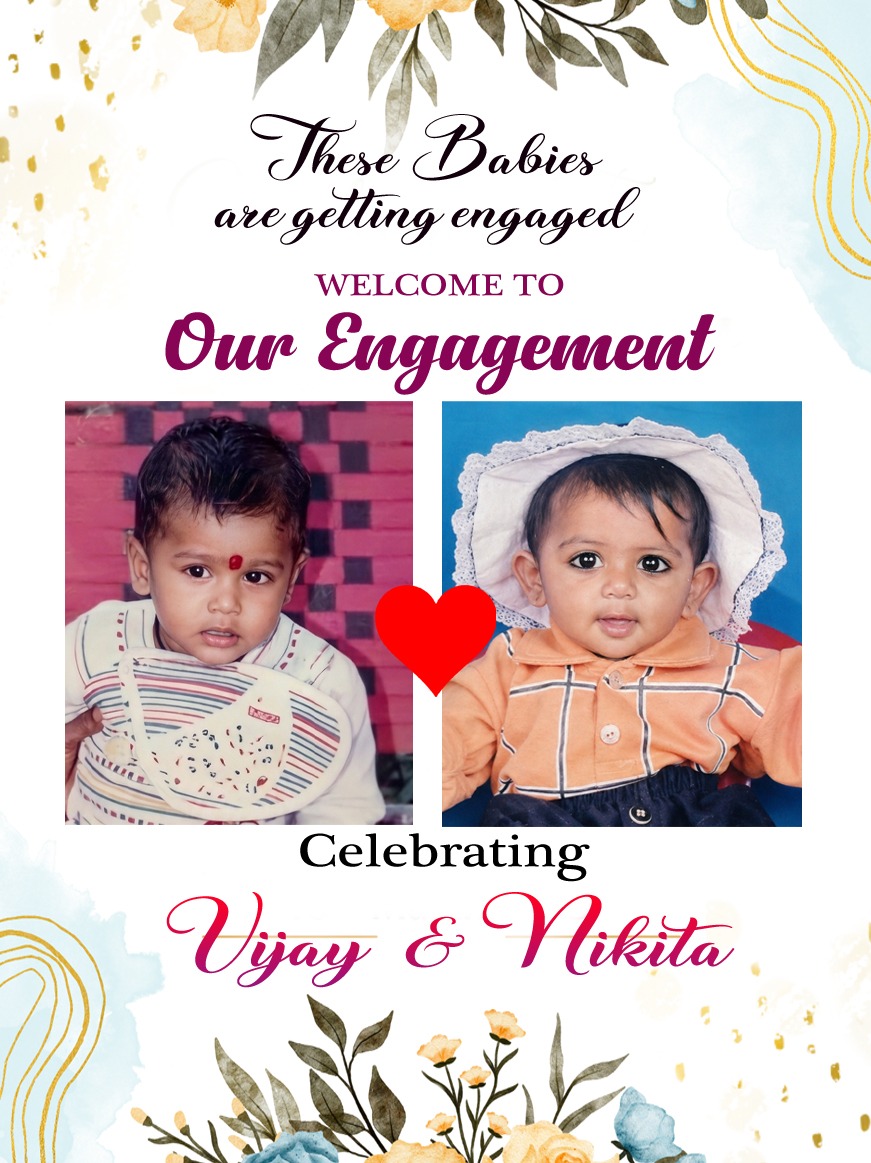 These Babies
are getting engaged
WELCOME TO
Our Engagement
Celebrating
Vijay & Nikita